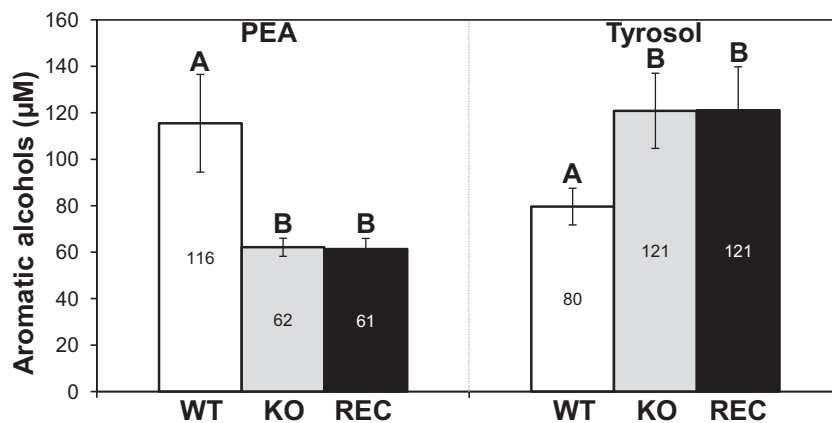 Aromatic alcohols (µM)
160
140
120
100
80
60
40
20
0
PEA
A
B
B
116
62
61
WT
KO
REC
Tyrosol
A
B
B
80
121
121
WT
KO
REC